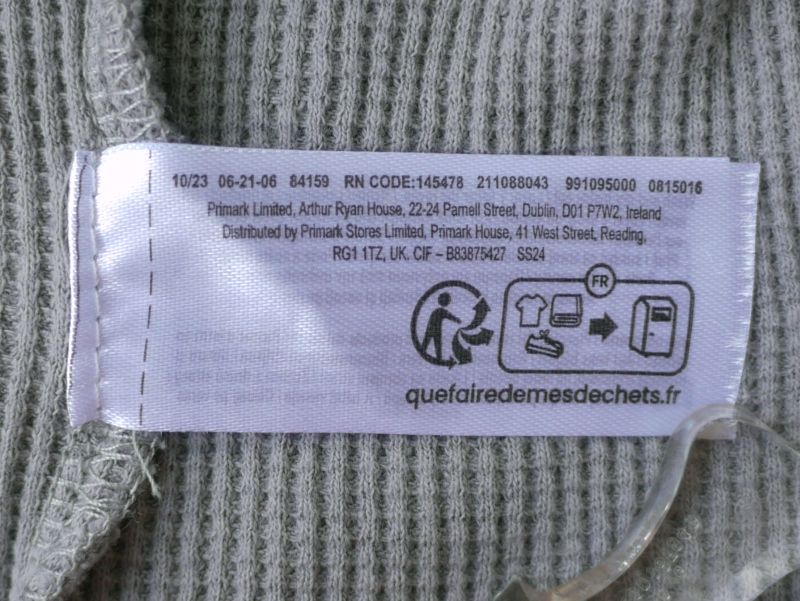 10/23 06-21-06 84159 RN CODE:145478 211088043 991095000 0815016
Primark Limited, Arthur Ryan House, 22-24 Parnell Street, Dublin, D01 P7W2, Ireland
Distributed by Primark Stores Limited, Primark House, 41 West Street, Reading,
RG1 1TZ, UK. CIF – B83875427 SS24
FR
quefairedemesdechets.fr